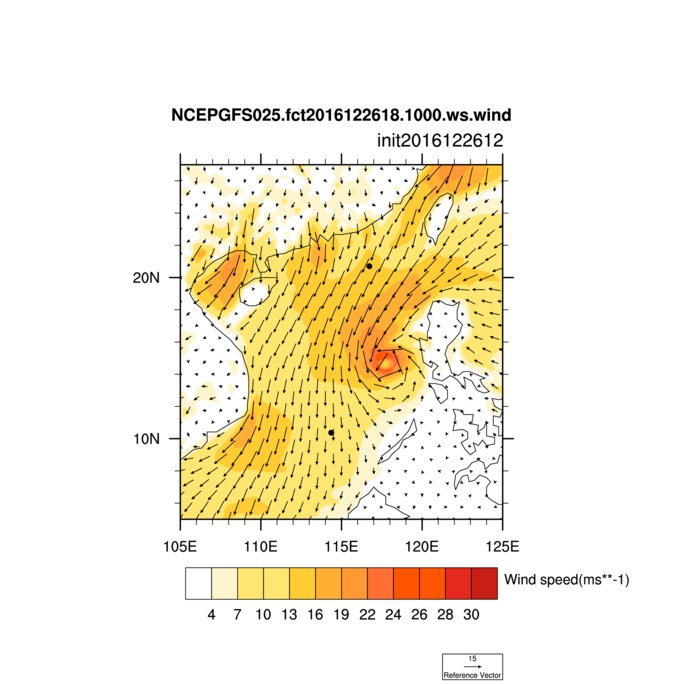 NCEPGFS025.fct2016122618.1000.ws.wind
init2016122612
20N
10N
105E 110E 115E 120E 125E
Wind speed(ms**-1)
4 7 10 13 16 19 22 24 26 28 30
15
Reference Vector